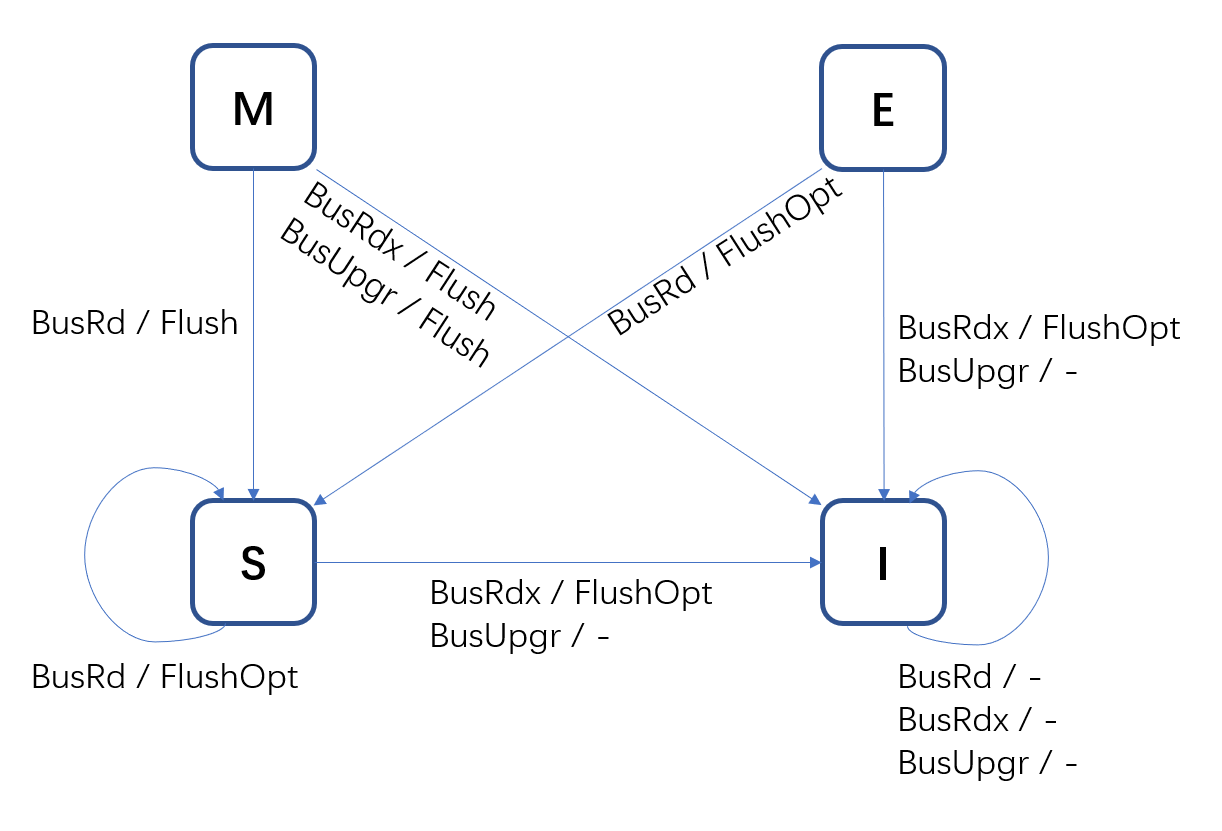 M
E
BusRdx / Flush
BusUpgr / Flush
BusRd / FlushOpt
BusRd / Flush
BusRdx / FlushOpt
BusUpgr / -
S
I
BusRdx / FlushOpt
BusUpgr / -
BusRd / FlushOpt
BusRd / -
BusRdx / -
BusUpgr / -